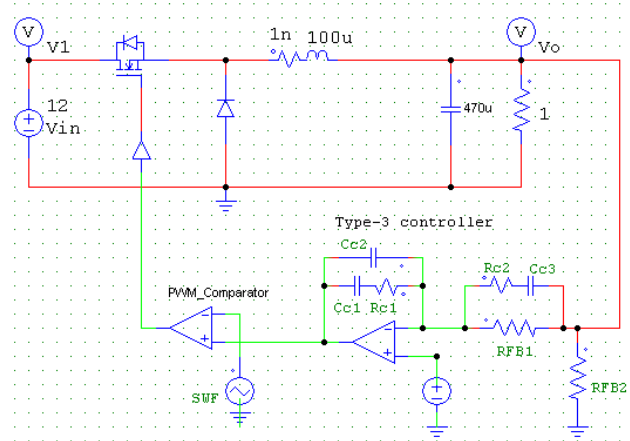 V
V1
1n 100u
V
Vo
12
Vin
470u
1
Type-3 controller
Cc2
Rc2 Cc3
PWM_Comparator
Cc1 Rc1
RFB1
SWF
RFB2